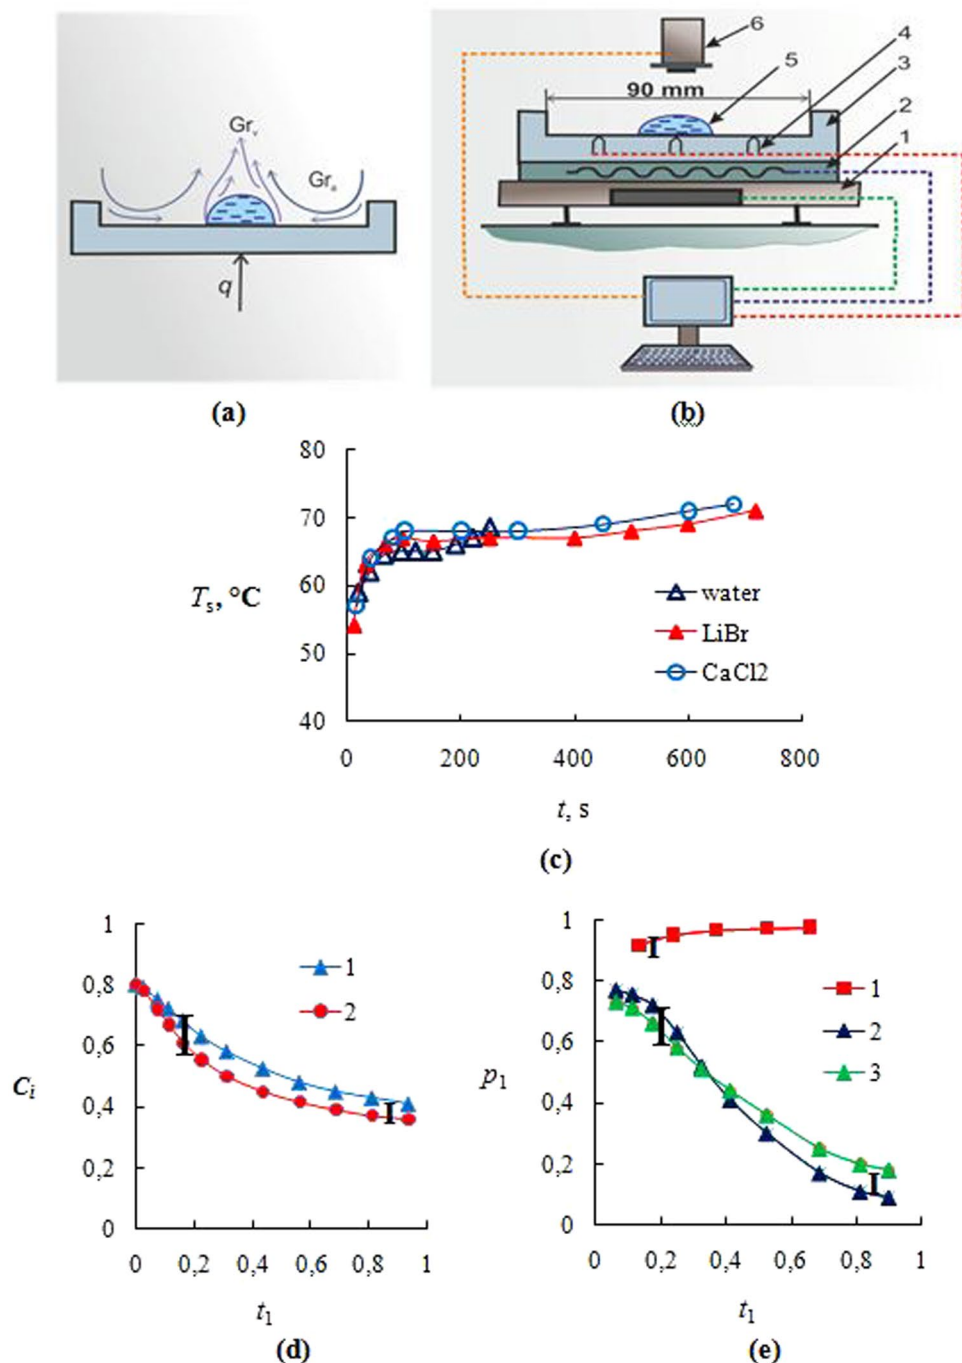 Grᵥ
Grₐ
q
(a)
6
5
4
3
2
1
90 mm
(b)
80
70
60
50
40
Tₛ, °C
water
LiBr
CaCl2
0 200 400 600 800
t, s
(c)
1
0,8
0,6
0,4
0,2
0
Cᵢ
1
2
0 0,2 0,4 0,6 0,8 1
t₁
(d)
1
0,8
0,6
0,4
0,2
0
p₁
1
2
3
0 0,2 0,4 0,6 0,8 1
t₁
(e)